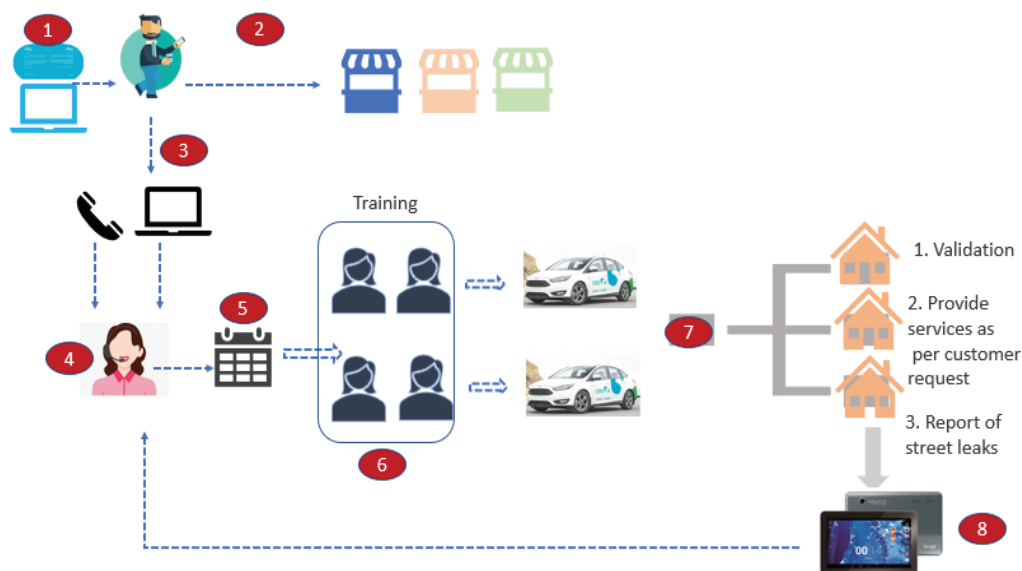 1
2
3
Training
1. Validation
5
2. Provide
services as
per customer
request
7
4
3. Report of
street leaks
6
8
00